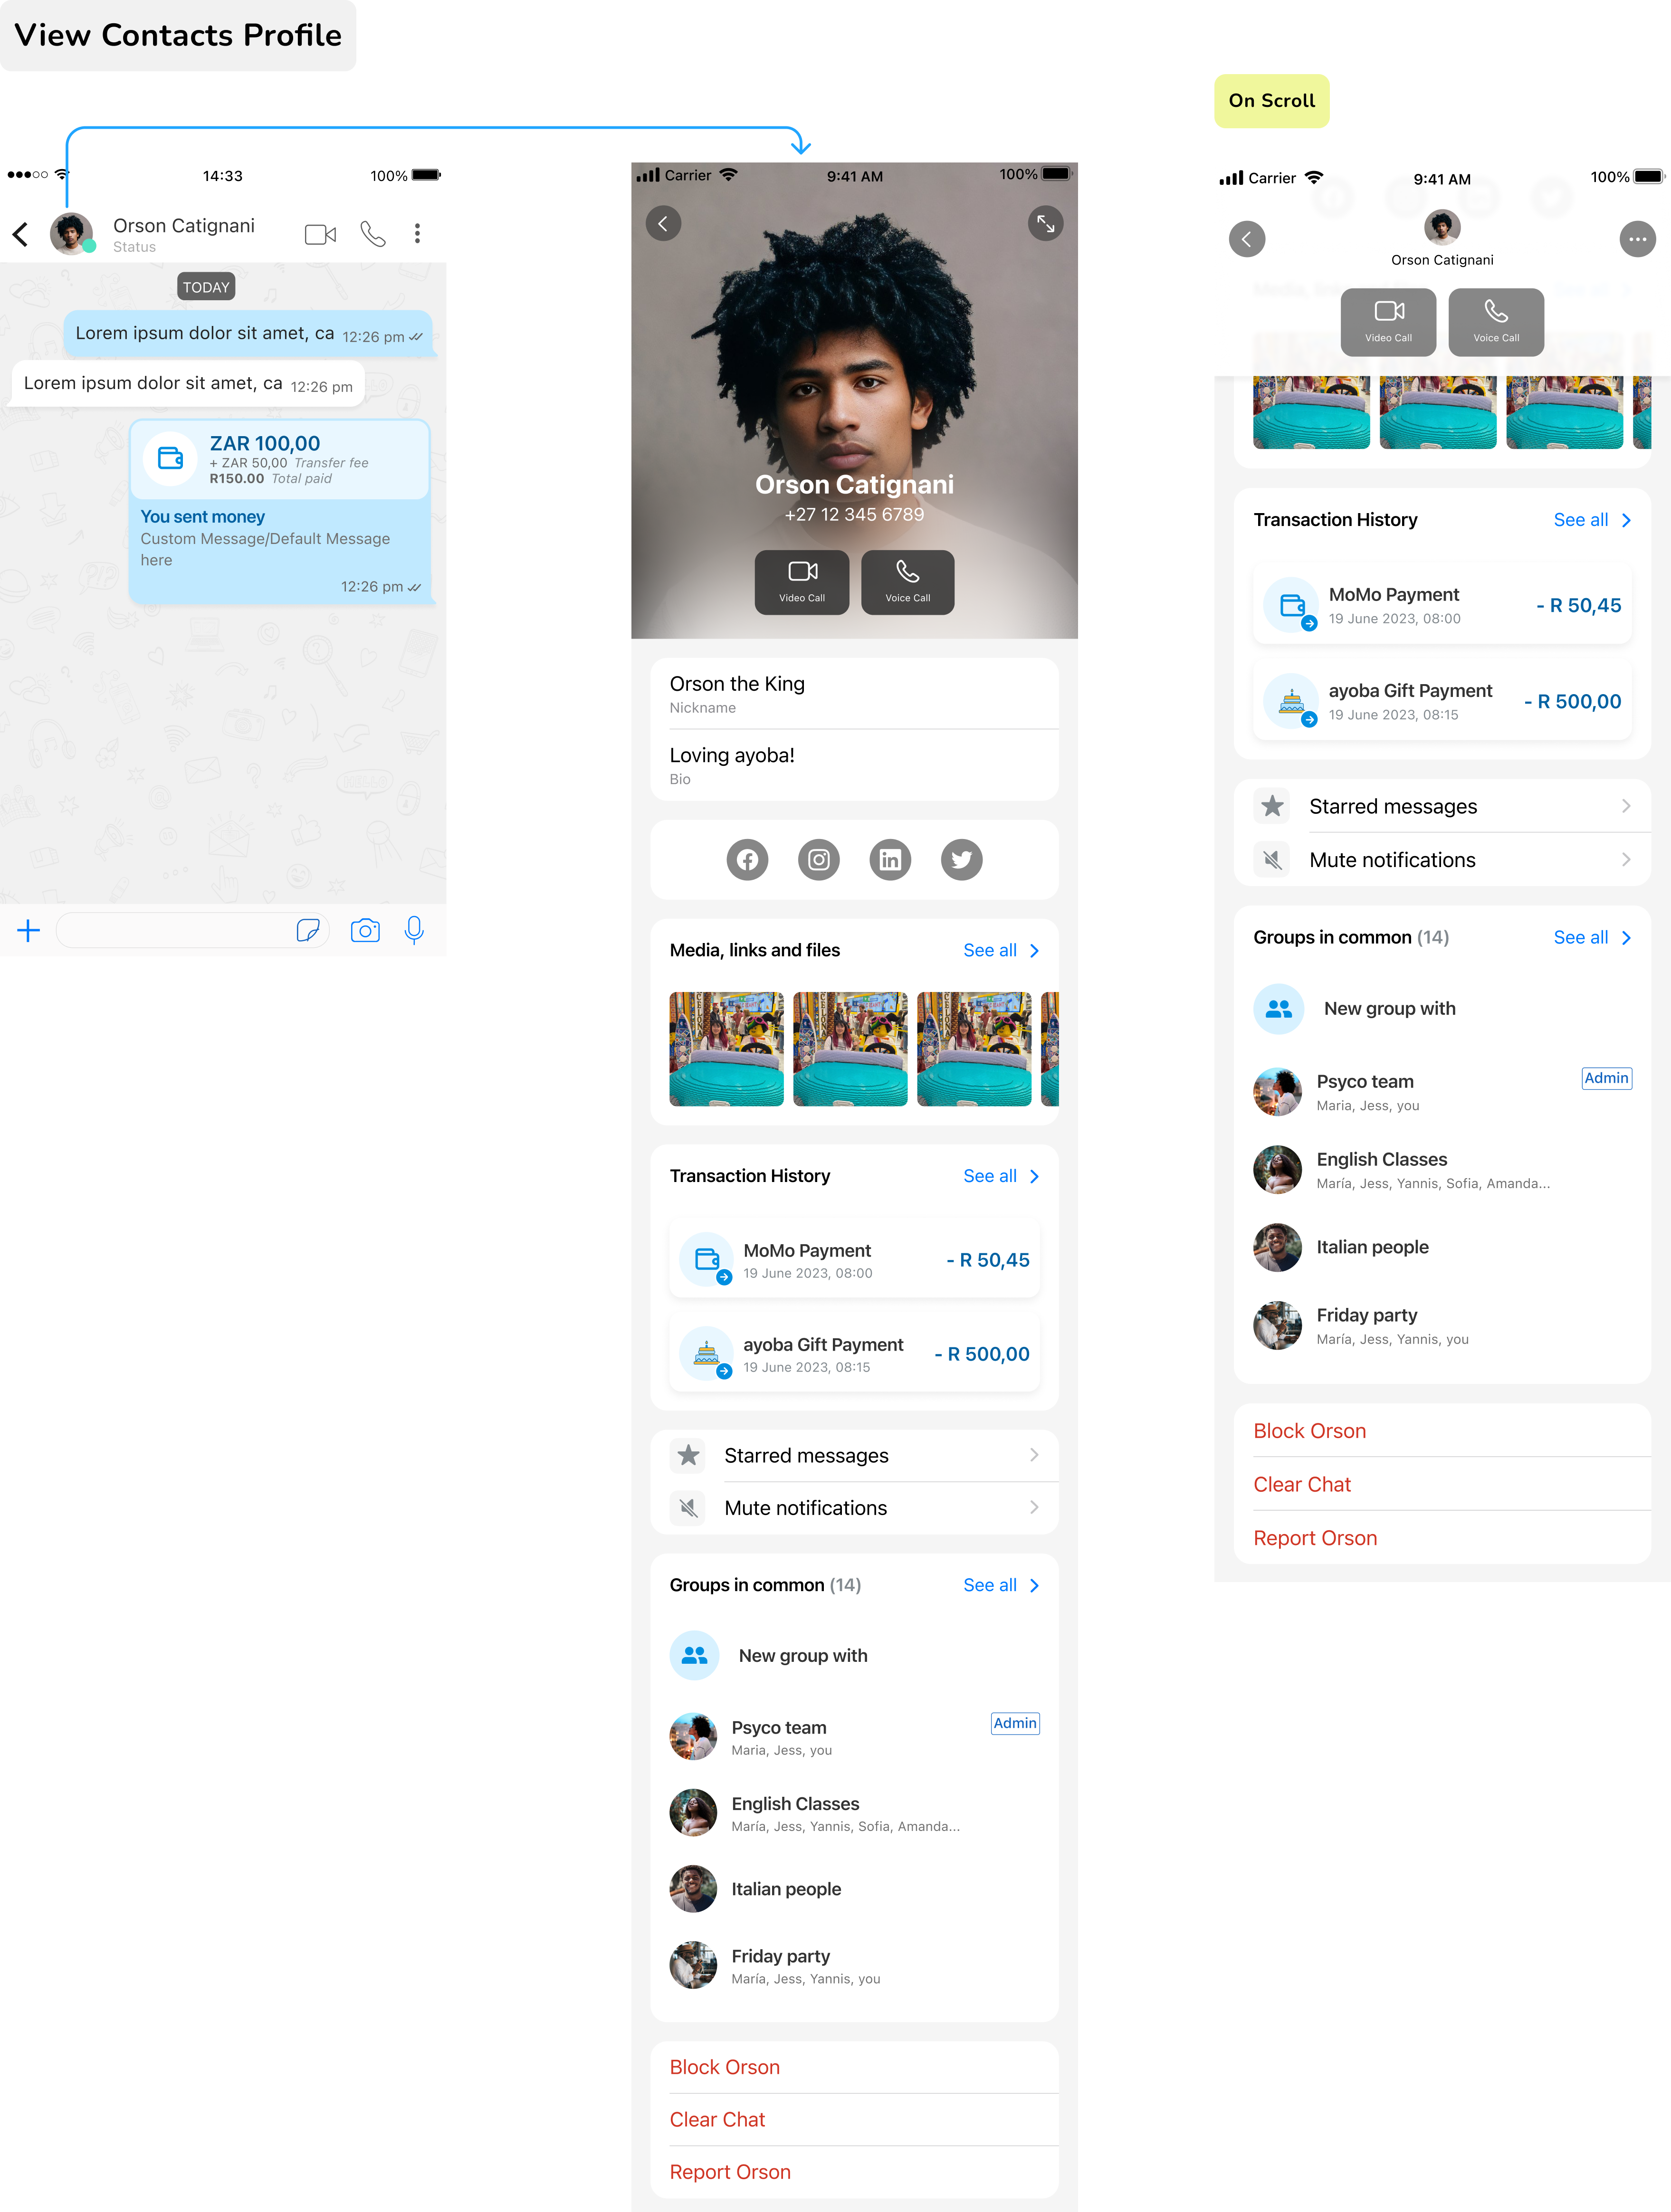 View Contacts Profile
On Scroll
14:33
100%
Orson Catignani
Status
TODAY
Lorem ipsum dolor sit amet, ca 12:26 pm
Lorem ipsum dolor sit amet, ca 12:26 pm
ZAR 100,00
+ ZAR 50,00 Transfer fee
R150.00 Total paid
You sent money
Custom Message/Default Message
here
12:26 pm
Carrier
9:41 AM
100%
Orson Catignani
+27 12 345 6789
Video Call
Voice Call
Orson the King
Nickname
Loving ayoba!
Bio
Media, links and files
See all
Transaction History
See all
MoMo Payment
19 June 2023, 08:00
- R 50,45
ayoba Gift Payment
19 June 2023, 08:15
- R 500,00
Starred messages
Mute notifications
Groups in common (14)
See all
New group with
Psyco team
Admin
Maria, Jess, you
English Classes
María, Jess, Yannis, Sofia, Amanda...
Italian people
Friday party
María, Jess, Yannis, you
Block Orson
Clear Chat
Report Orson
Carrier
9:41 AM
100%
Orson Catignani
Video Call
Voice Call
Transaction History
See all
MoMo Payment
19 June 2023, 08:00
- R 50,45
ayoba Gift Payment
19 June 2023, 08:15
- R 500,00
Starred messages
Mute notifications
Groups in common (14)
See all
New group with
Psyco team
Admin
Maria, Jess, you
English Classes
María, Jess, Yannis, Sofia, Amanda...
Italian people
Friday party
María, Jess, Yannis, you
Block Orson
Clear Chat
Report Orson